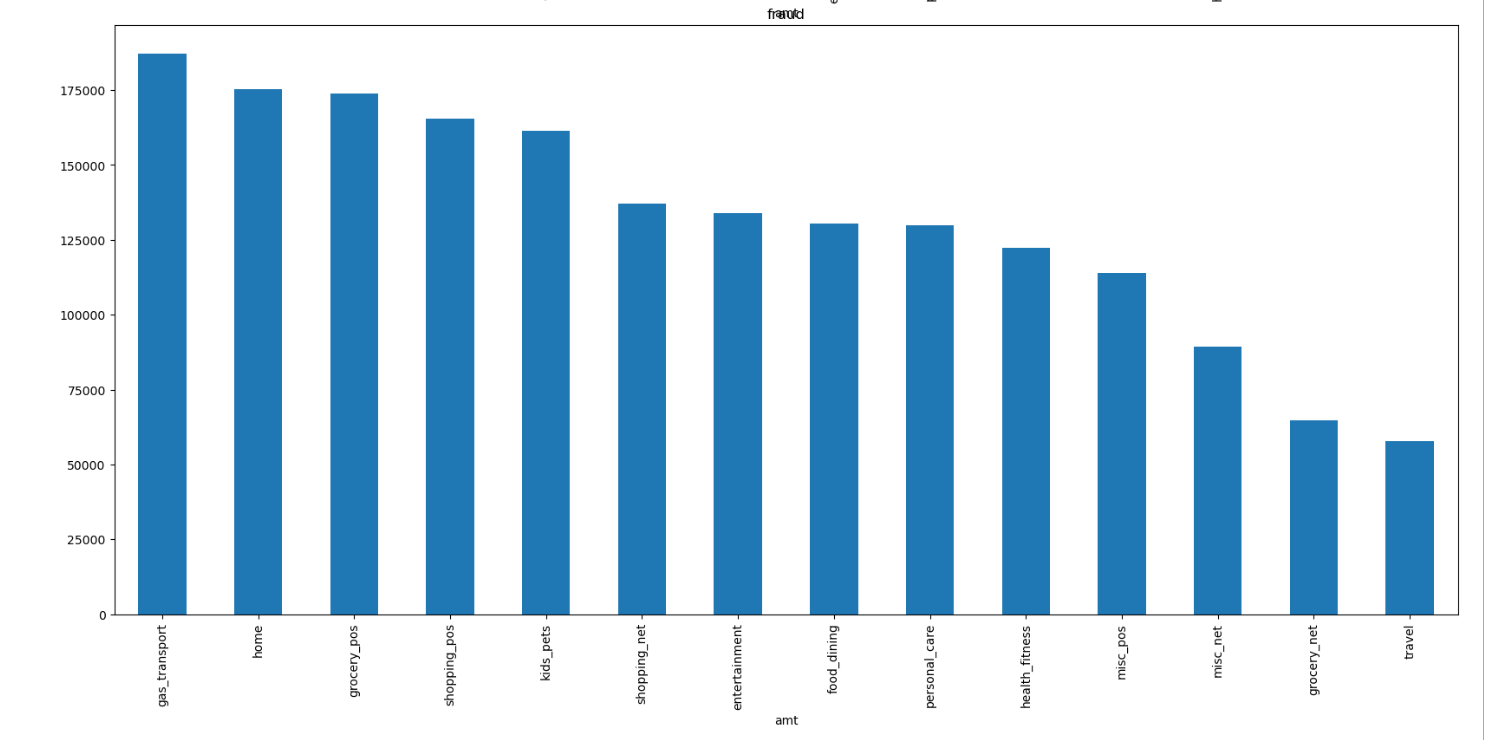 fraud
amt
175000
150000
125000
100000
75000
50000
25000
0
gas_transport
home
grocery_pos
shopping_pos
kids_pets
shopping_net
entertainment
food_dining
personal_care
health_fitness
misc_pos
misc_net
grocery_net
travel
amt